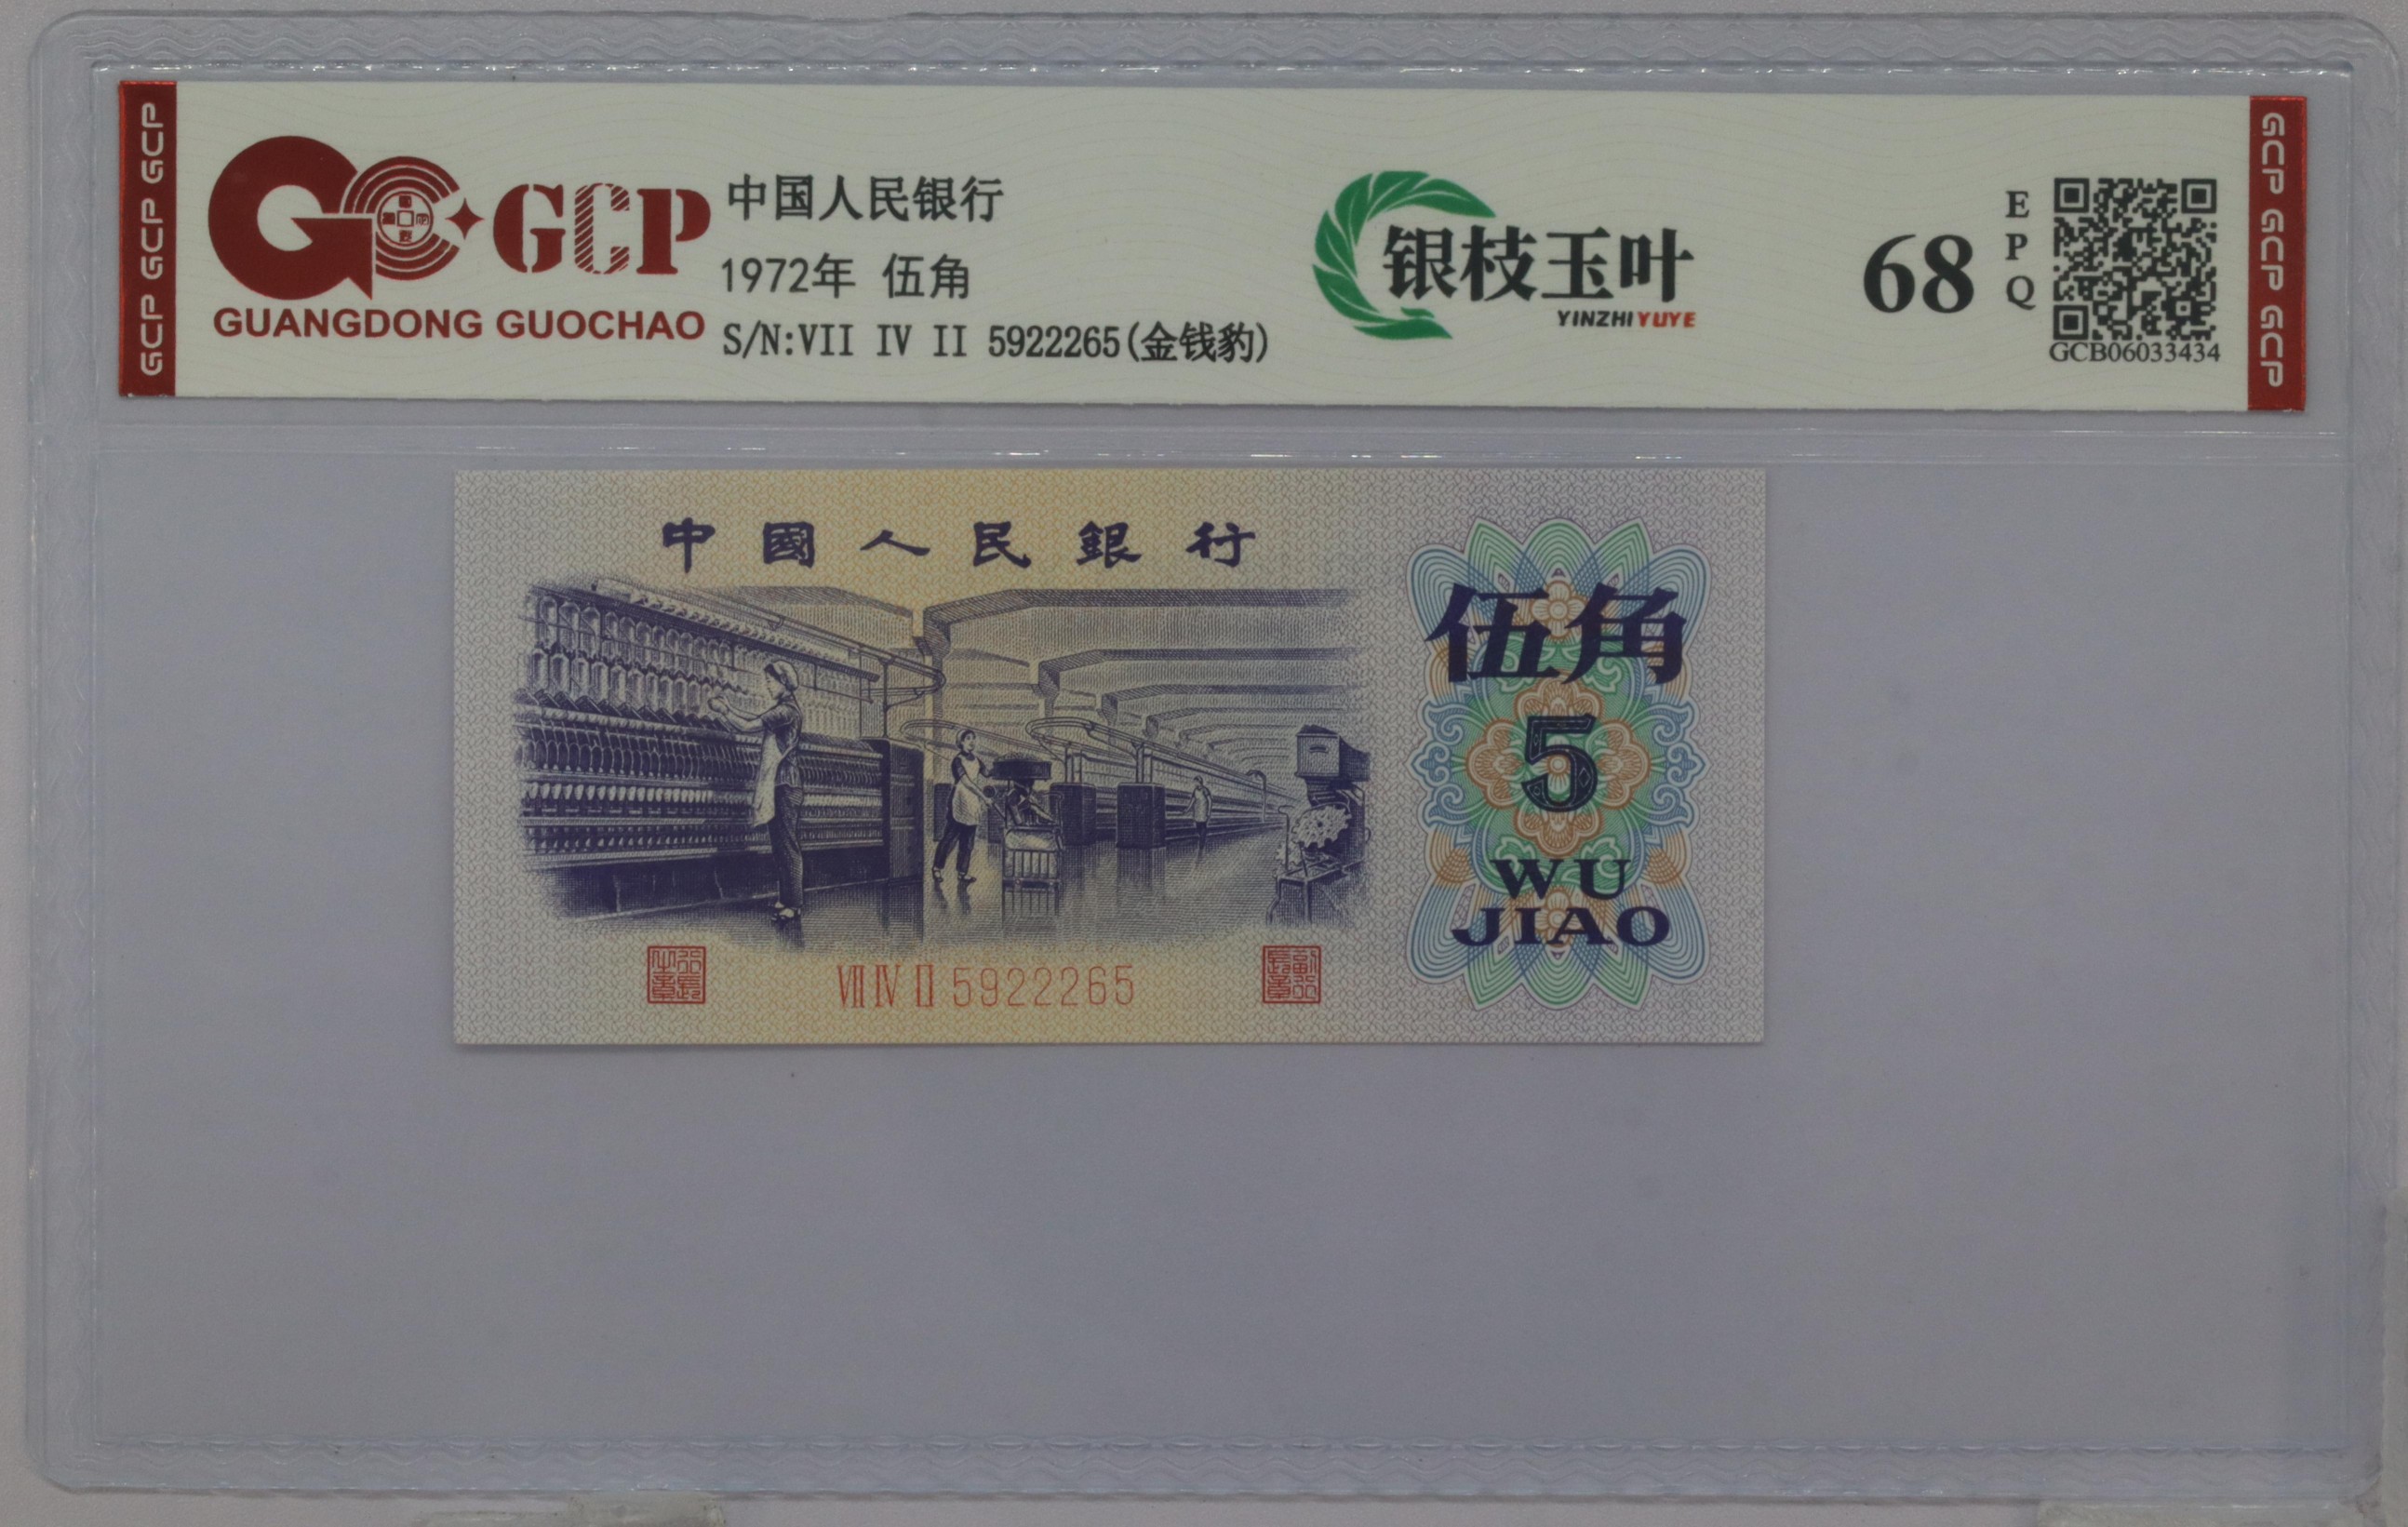 GCP GCP GCP
GCP
GUANGDONG GUOCHAO
中国人民银行
1972年 伍角
S/N:VII IV II 5922265(金钱豹)
银枝玉叶
YINZHIYUYE
68
EPQ
GCB06033434
GCP GCP GCP
中國人民銀行
伍角
5
WU
JIAO
VII IV II 5922265